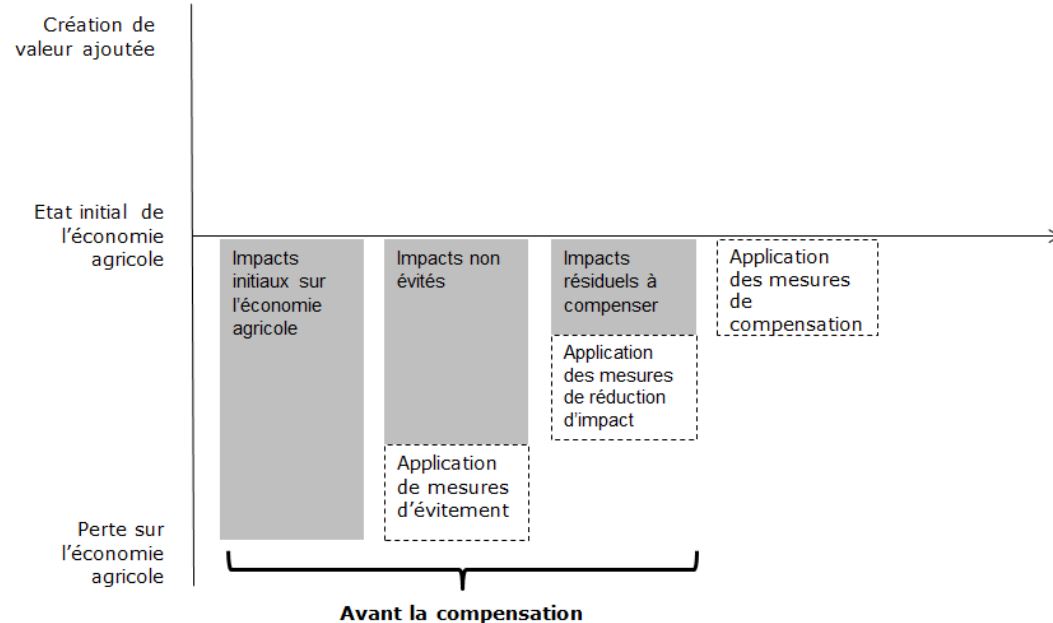 Création de
valeur ajoutée
Etat initial de
l'économie
agricole
Impacts
initiaux sur
l'économie
agricole
Impacts non
évités
Application
de mesures
d'évitement
Impacts
résiduels à
compenser
Application
des mesures
de réduction
d'impact
Application
des mesures
de
compensation
Perte sur
l'économie
agricole
Avant la compensation